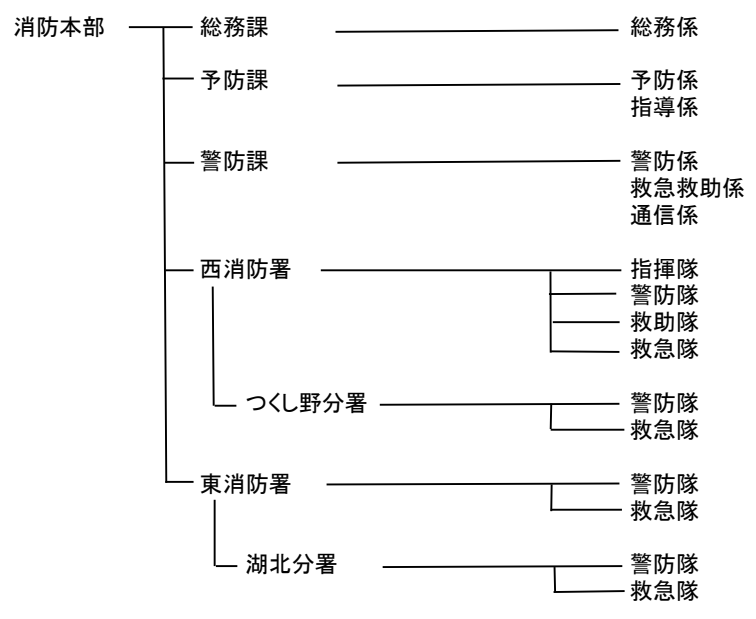 消防本部 総務課 総務係
予防課 予防係
指導係
警防課 警防係
救急救助係
通信係
西消防署 指揮隊
警防隊
救助隊
救急隊
つくし野分署 警防隊
救急隊
東消防署 警防隊
救急隊
湖北分署 警防隊
救急隊